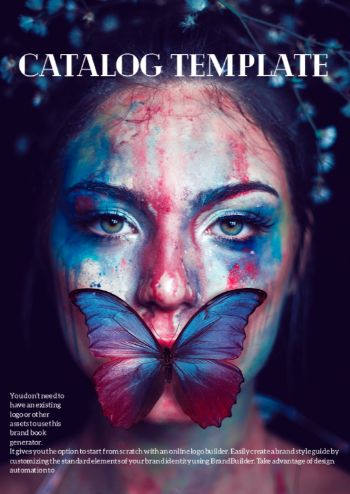 CATALOG TEMPLATE
You don't need to
have an existing
logo or other
assets to use this
brand book
generator.
It gives you the option to start from scratch with an online logo builder. Easily create a brand style guide by
customizing the standard elements of your brand identity using BrandBuilder. Take advantage of design
automation to